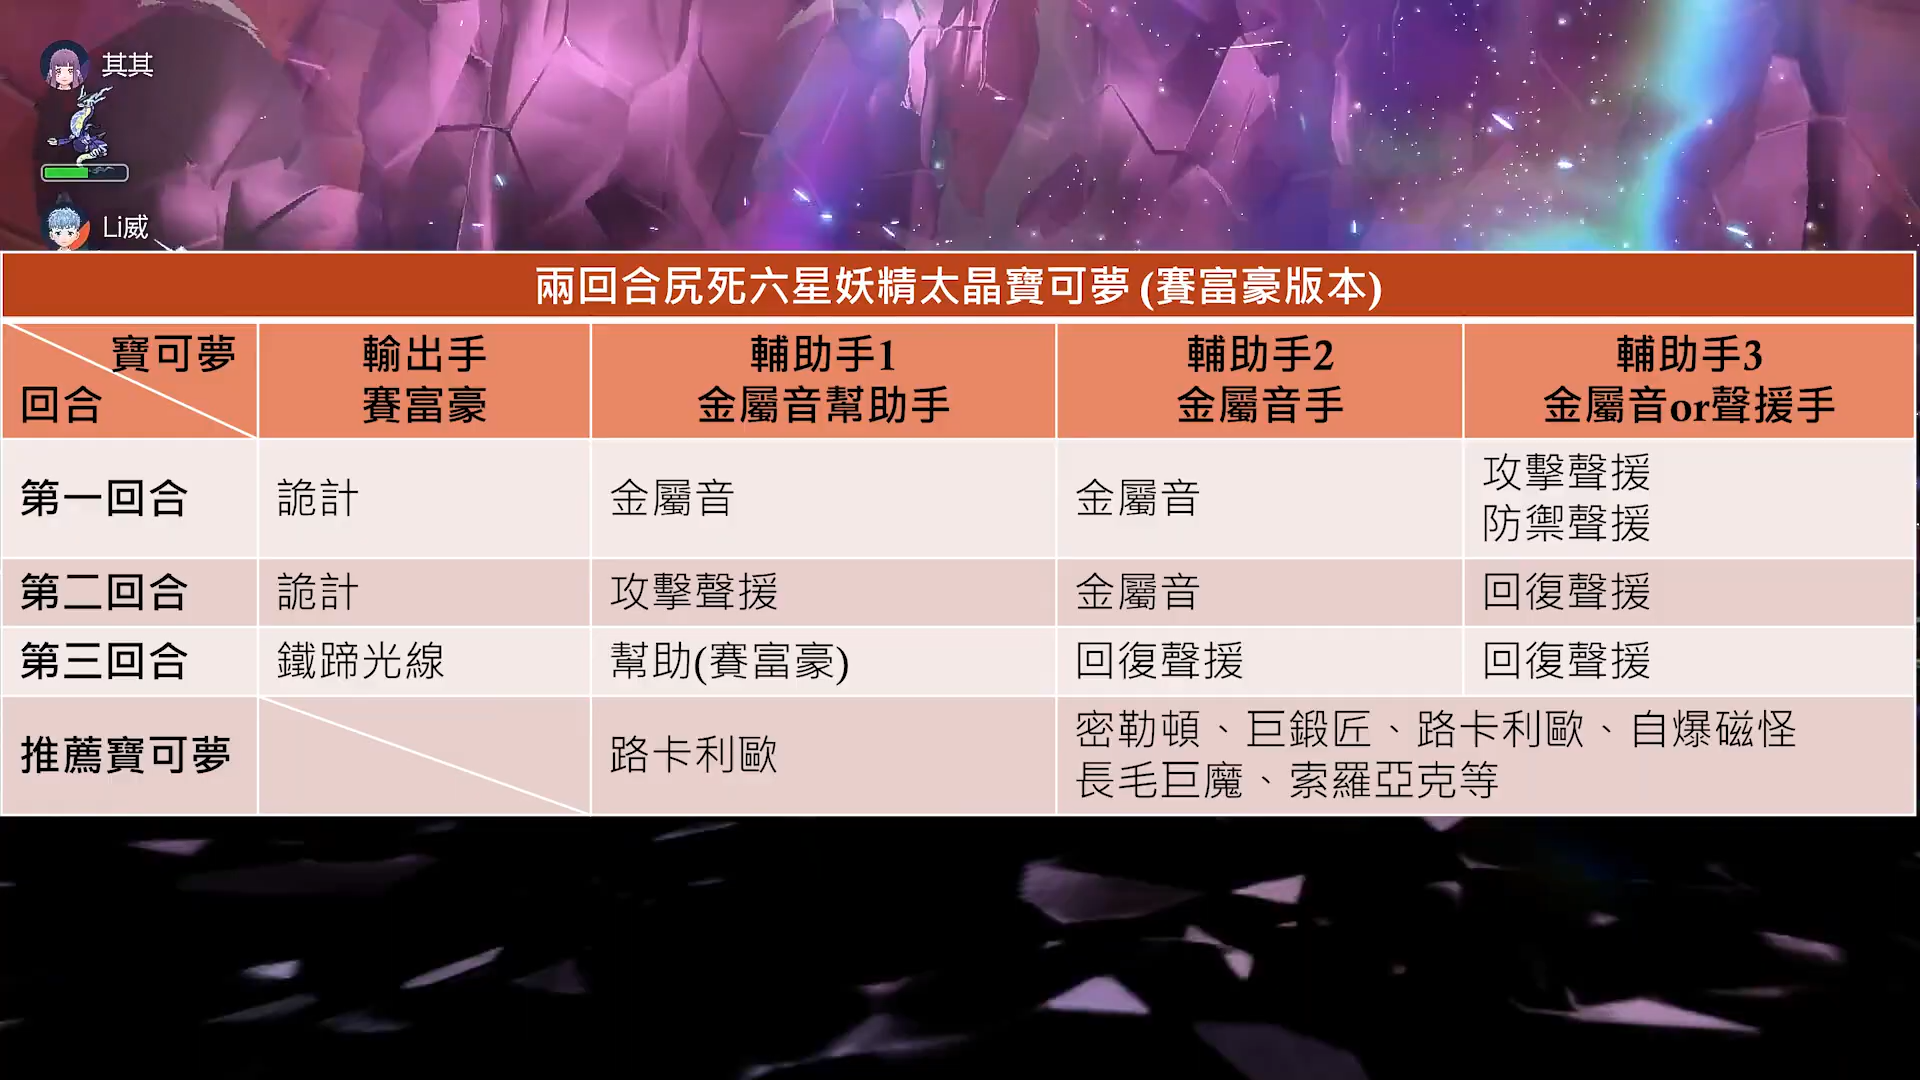 其其
Li威
兩回合尻死六星妖精太晶寶可夢 (賽富豪版本)
寶可夢
回合
輸出手
賽富豪
輔助手1
金屬音幫助手
輔助手2
金屬音手
輔助手3
金屬音or聲援手
第一回合
詭計
金屬音
金屬音
攻擊聲援
防禦聲援
第二回合
詭計
攻擊聲援
金屬音
回復聲援
第三回合
鐵蹄光線
幫助(賽富豪)
回復聲援
回復聲援
推薦寶可夢
路卡利歐
密勒頓、巨鍛匠、路卡利歐、自爆磁怪
長毛巨魔、索羅亞克等